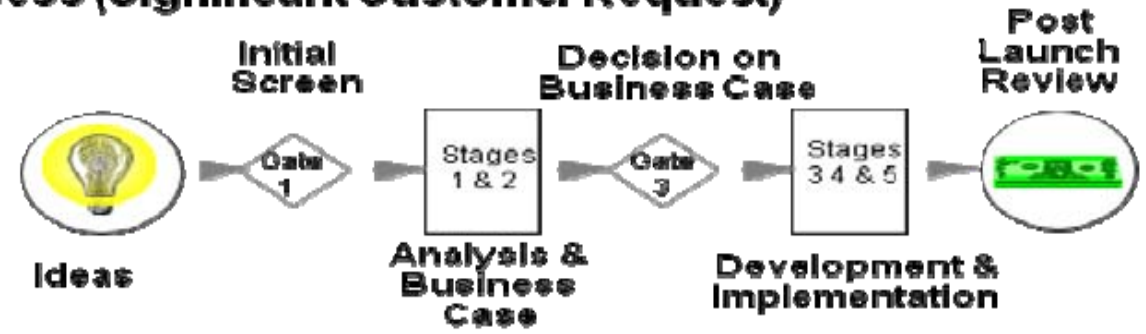 (Significant Customer Request)
Initial
Screen
Decision on
Business Case
Post
Launch
Review
Gate
1
Stages
1 & 2
Gate
3
Stages
3 4 & 5
Ideas
Analysis &
Business
Case
Development &
Implementation